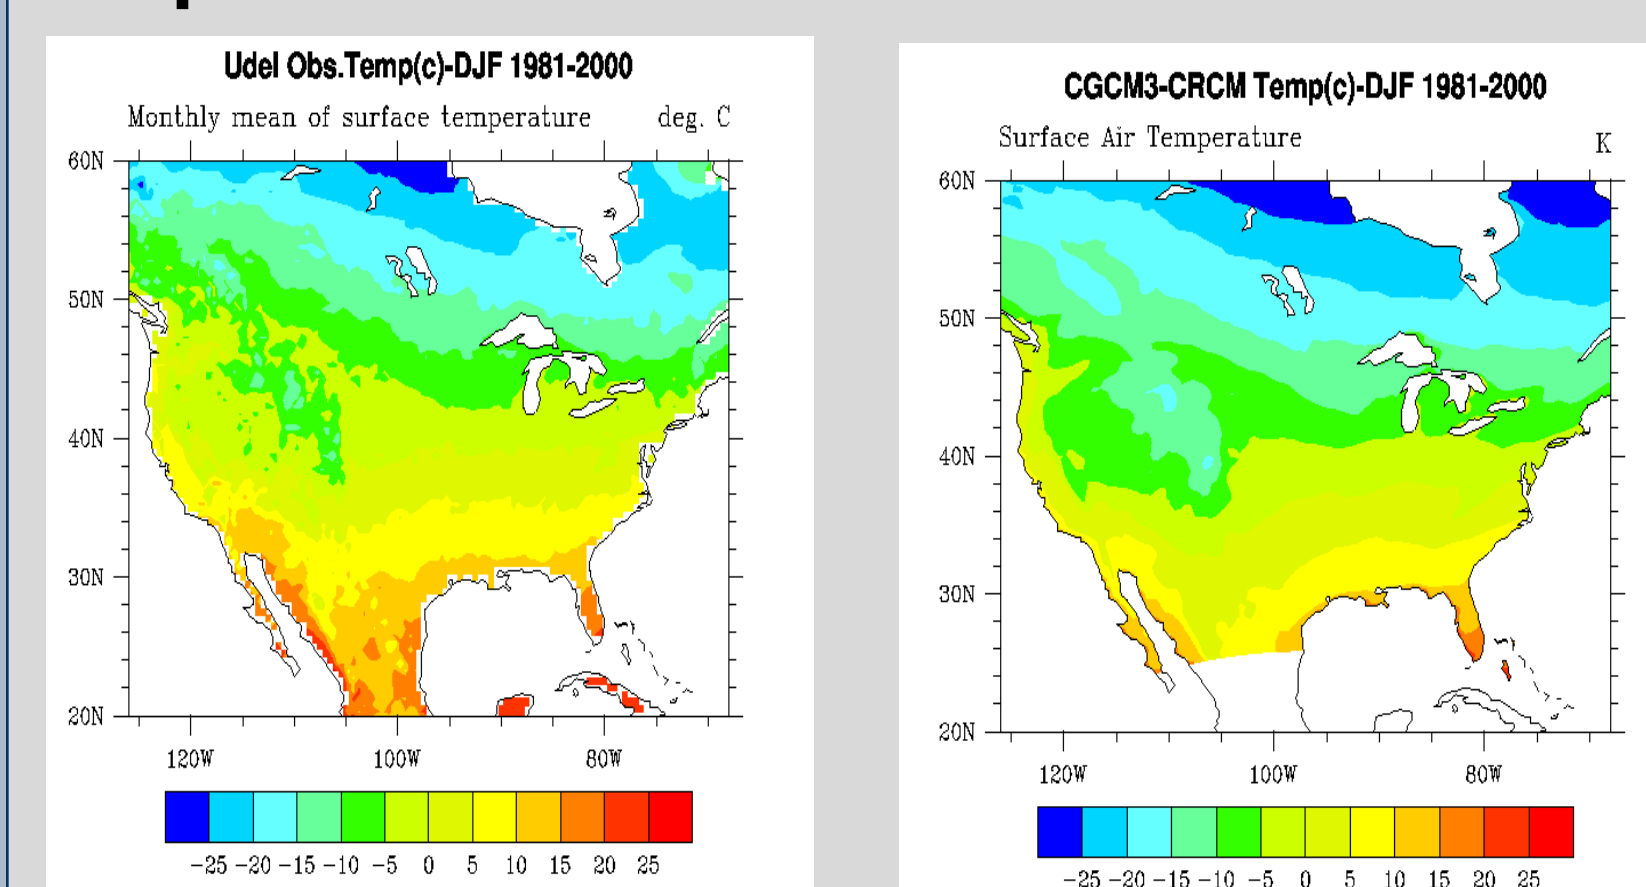 Udel Obs.Temp(c)-DJF 1981-2000
Monthly mean of surface temperature deg. C
60N
50N
40N
30N
20N
120W 100W 80W
-25 -20 -15 -10 -5 0 5 10 15 20 25
CGCM3-CRCM Temp(c)-DJF 1981-2000
Surface Air Temperature K
60N
50N
40N
30N
20N
120W 100W 80W
-25 -20 -15 -10 -5 0 5 10 15 20 25